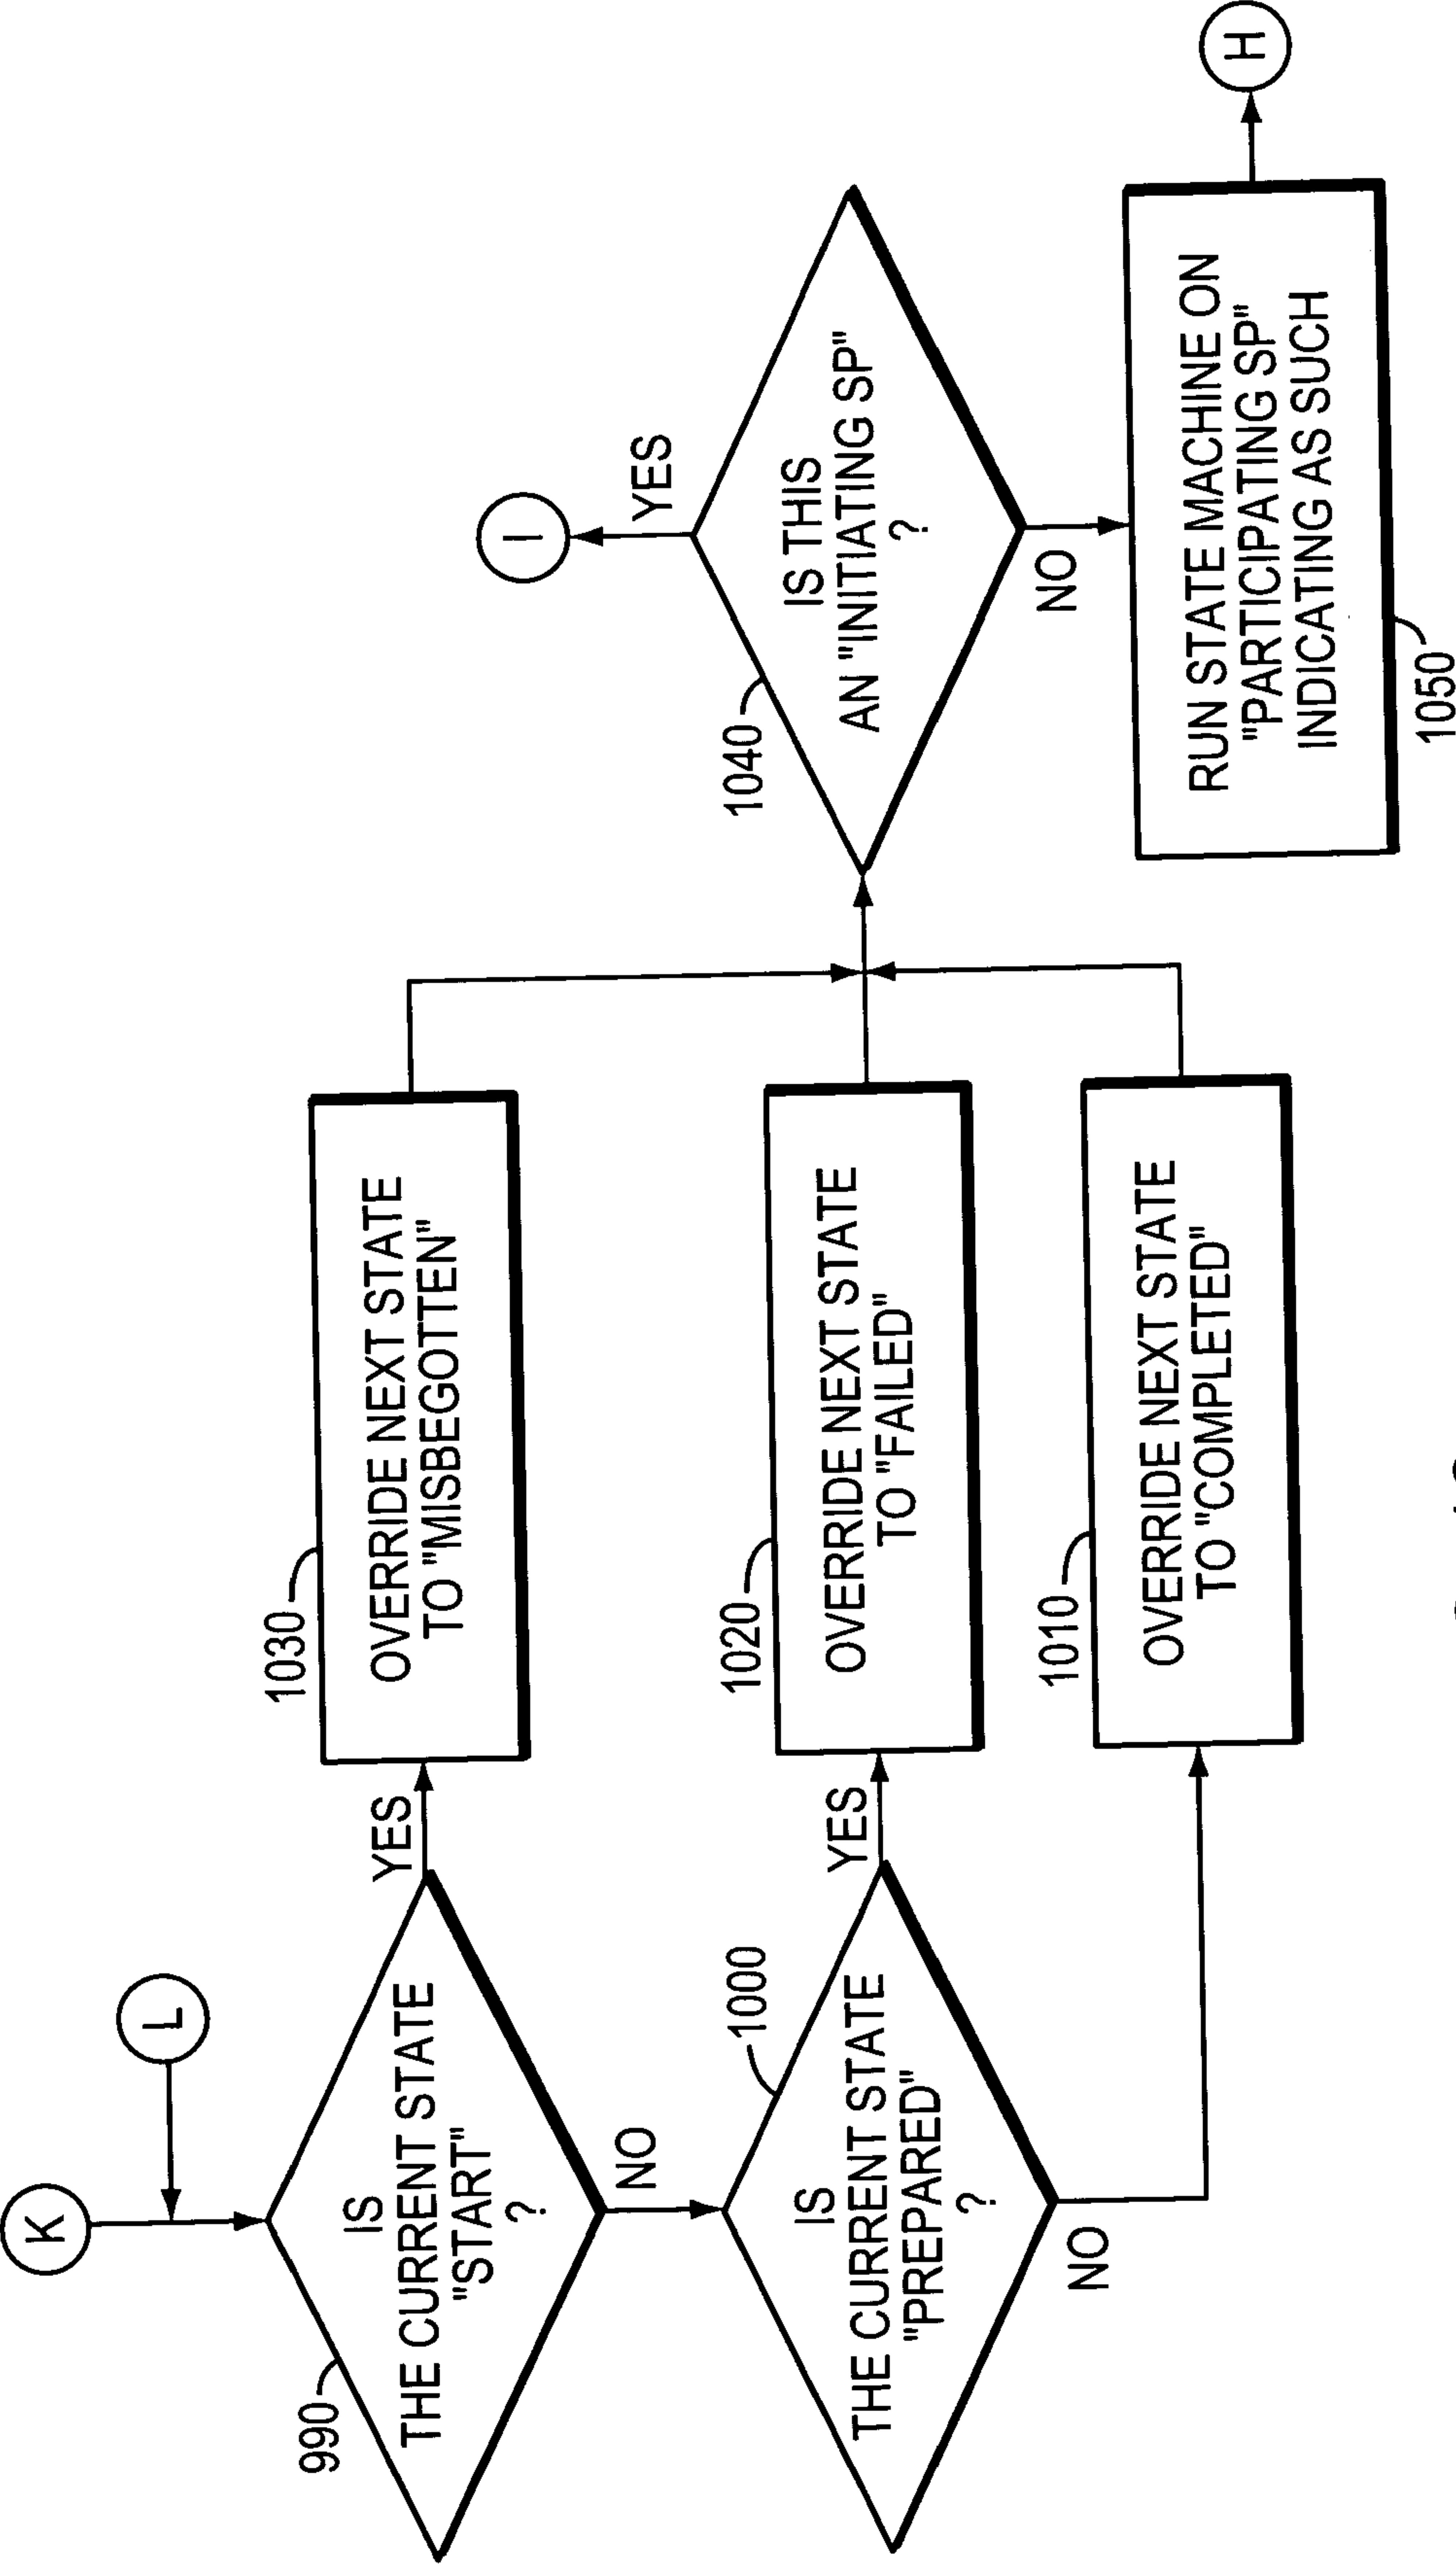 K
L
990
IS
THE CURRENT STATE
"START"
?
YES
NO
1030
OVERRIDE NEXT STATE
TO "MISBEGOTTEN"
1000
IS
THE CURRENT STATE
"PREPARED"
?
YES
NO
1020
OVERRIDE NEXT STATE
TO "FAILED"
1010
OVERRIDE NEXT STATE
TO "COMPLETED"
1040
IS THIS
AN "INITIATING SP"
?
YES
I
NO
RUN STATE MACHINE ON
"PARTICIPATING SP"
INDICATING AS SUCH
1050
H